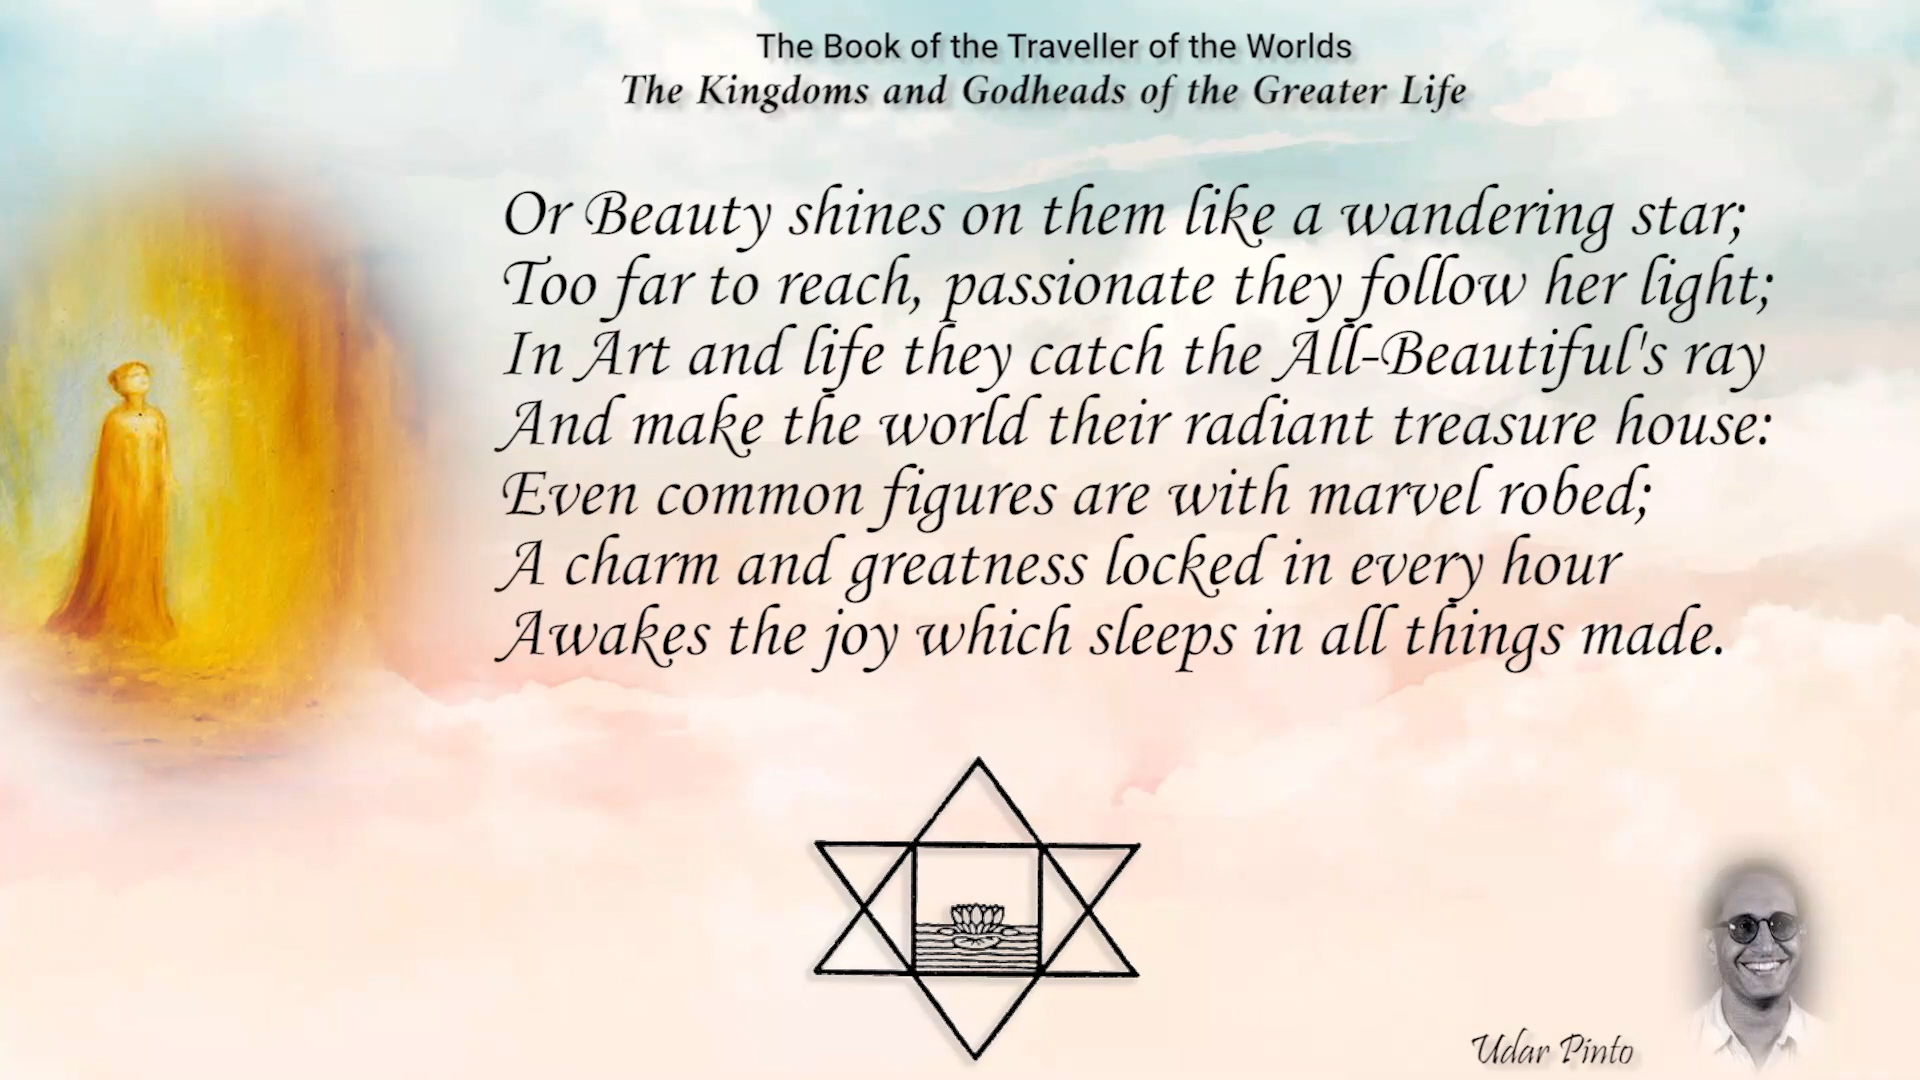 The Book of the Traveller of the Worlds
The Kingdoms and Godheads of the Greater Life
Or Beauty shines on them like a wandering star;
Too far to reach, passionate they follow her light;
In Art and life they catch the All-Beautiful's ray
And make the world their radiant treasure house:
Even common figures are with marvel robed;
A charm and greatness locked in every hour
Awakes the joy which sleeps in all things made.
Udar Pinto